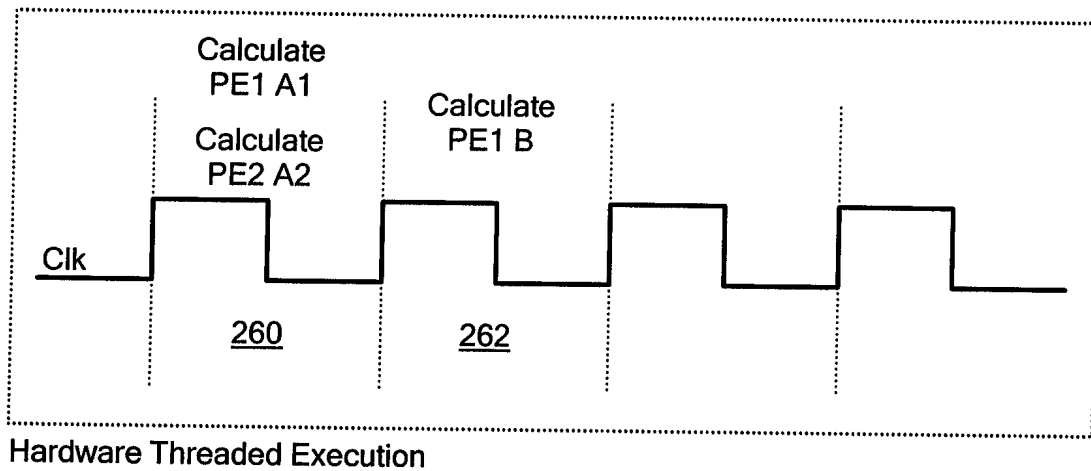 Calculate
PE1 A1
Calculate
PE2 A2
Calculate
PE1 B
Clk
260
262
Hardware Threaded Execution